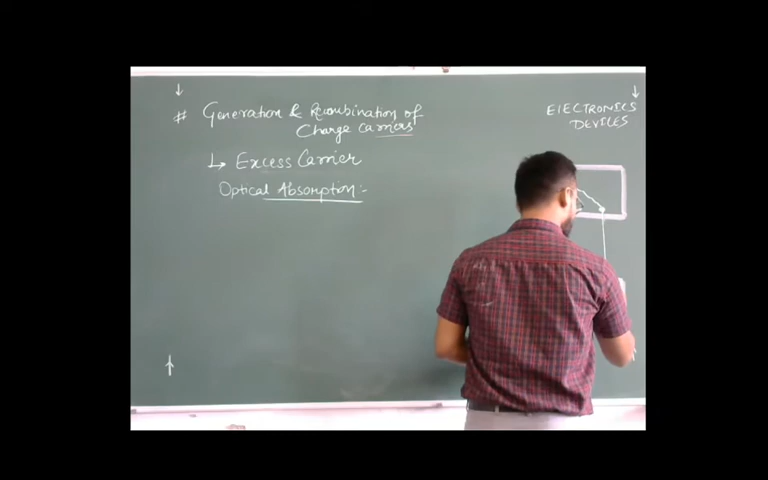 # Generation & Recombination of
Charge Carriers
↳ Excess Carrier
Optical Absorption:-
ElECTRONICS
DEVICES